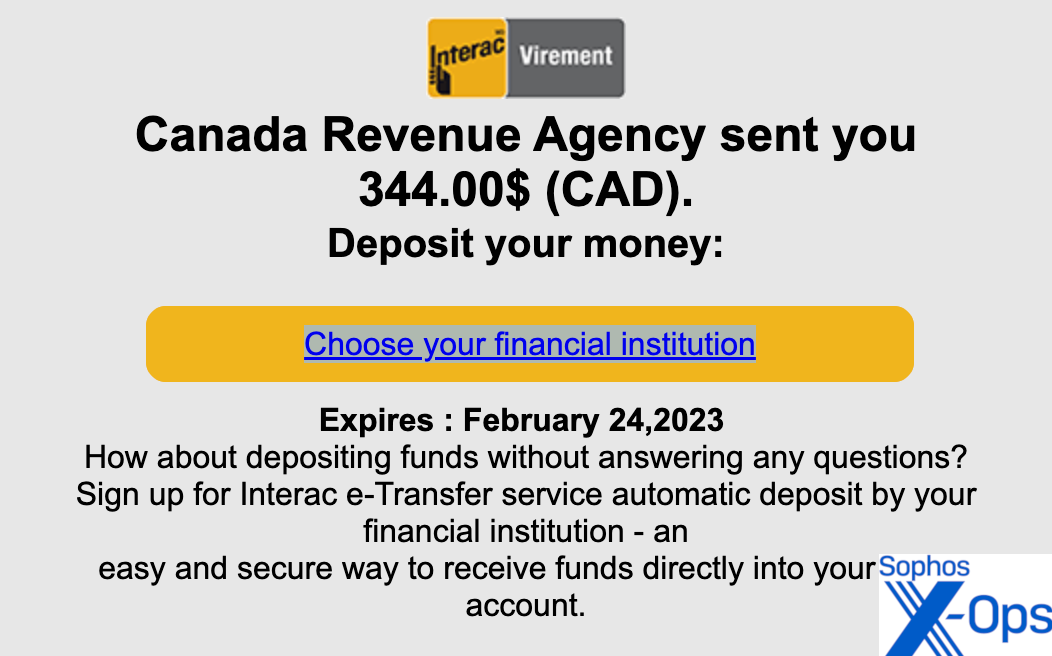 Interac MD Virement
Canada Revenue Agency sent you
344.00$ (CAD).
Deposit your money:
Choose your financial institution
Expires : February 24,2023
How about depositing funds without answering any questions?
Sign up for Interac e-Transfer service automatic deposit by your
financial institution - an
easy and secure way to receive funds directly into your
account.
Sophos
X-Ops